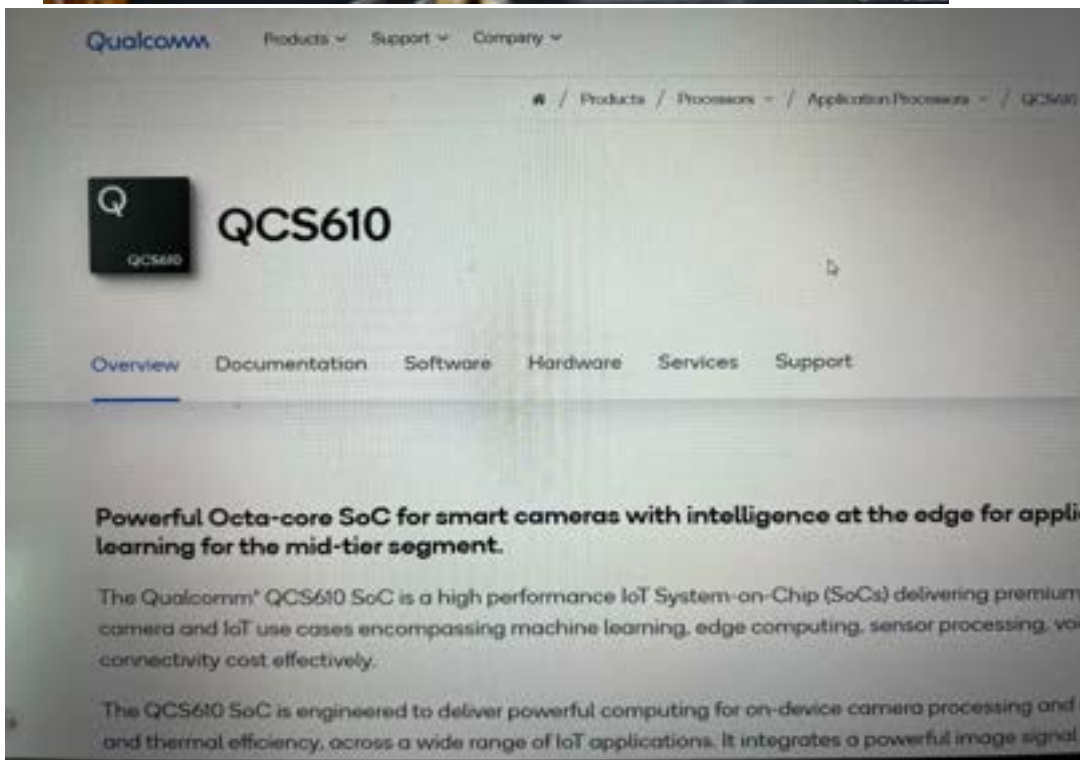 Qualcomm
Products Support Company
/ Products / Processors / Application Processors /
Q
QCS610
QCS610
Overview Documentation Software Hardware Services Support
Powerful Octa-core SoC for smart cameras with intelligence at the edge for
learning for the mid-tier segment.
The Qualcomm® QCS610 SoC is a high performance IoT System-on-Chip (SoCs) delivering premium
camera and IoT use cases encompassing machine learning, edge computing, sensor processing,
connectivity cost effectively.
The QCS610 SoC is engineered to deliver powerful computing for on-device camera processing and
and thermal efficiency, across a wide range of IoT applications. It integrates a powerful image signal